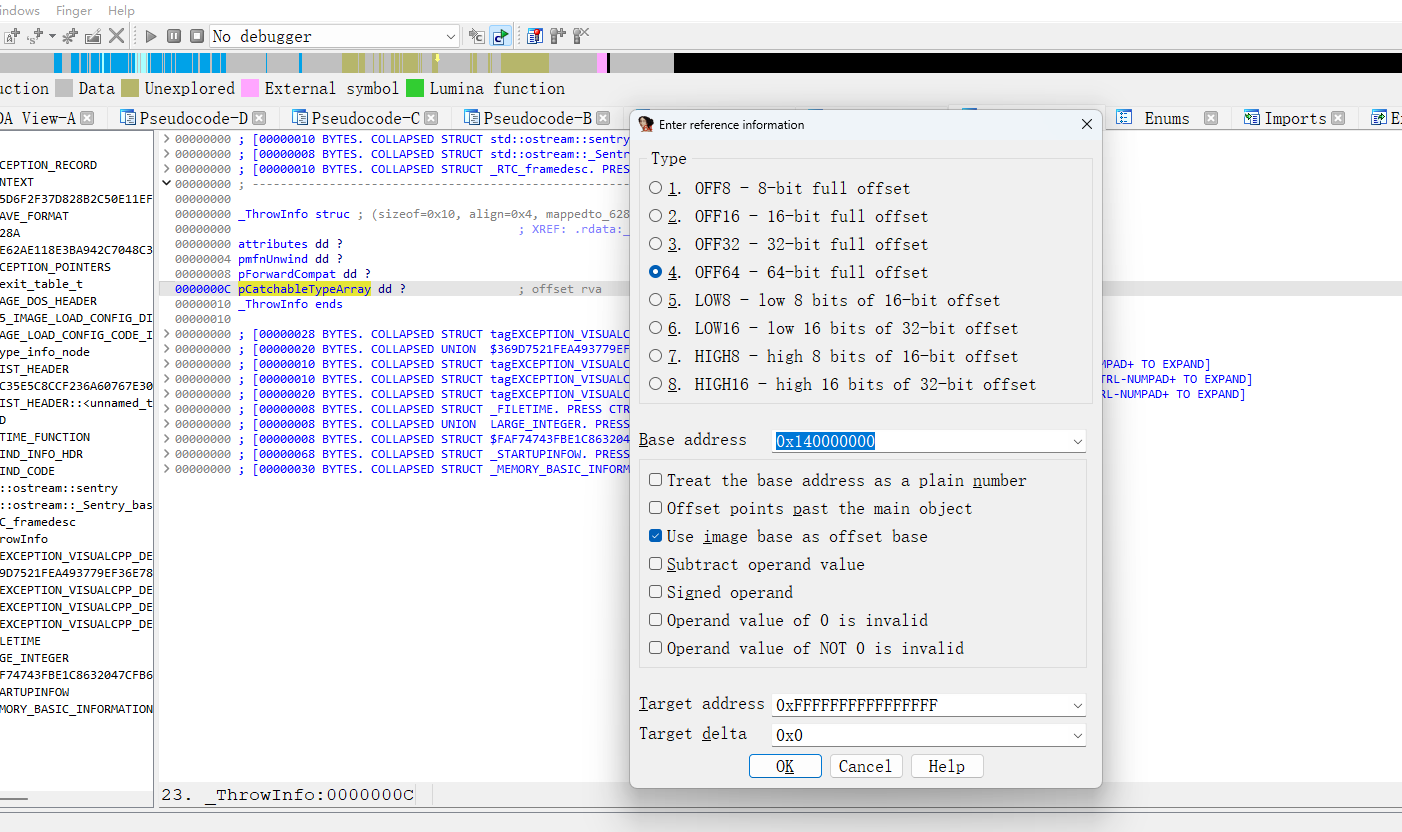 indows Finger Help
No debugger
uction Data Unexplored External symbol Lumina function
DA View-A Pseudocode-D Pseudocode-C Pseudocode-B Enums Imports E
CEPTION_RECORD
NTEXT
5D6F2F37D828B2C50E11EF
AVE_FORMAT
28A
E62AE118E3BA942C7048C3
CEPTION_POINTERS
exit_table_t
AGE_DOS_HEADER
5_IMAGE_LOAD_CONFIG_DI
AGE_LOAD_CONFIG_CODE_I
ype_info_node
IST_HEADER
C35E5C8CCF236A60767E30
IST_HEADER::<unnamed_t
D
TIME_FUNCTION
IND_INFO_HDR
IND_CODE
::ostream::sentry
::ostream::_Sentry_bas
C_framedesc
rowInfo
EXCEPTION_VISUALCPP_DE
9D7521FEA493779EF36E78
EXCEPTION_VISUALCPP_DE
EXCEPTION_VISUALCPP_DE
EXCEPTION_VISUALCPP_DE
LETIME
GE_INTEGER
F74743FBE1C8632047CFB6
ARTUPINFOW
MORY_BASIC_INFORMATION
00000000 ; [00000010 BYTES. COLLAPSED STRUCT std::ostream::sentry
00000000 ; [00000008 BYTES. COLLAPSED STRUCT std::ostream::_Sentr
00000000 ; [00000010 BYTES. COLLAPSED STRUCT _RTC_framedesc. PRES
00000000 ; ---------------------------------------------------------
00000000
00000000 _ThrowInfo struc ; (sizeof=0x10, align=0x4, mappedto_628
00000000 ; XREF: .rdata:_
00000000 attributes dd ?
00000004 pmfnUnwind dd ?
00000008 pForwardCompat dd ?
0000000C pCatchableTypeArray dd ? ; offset rva
00000010 _ThrowInfo ends
00000010
00000000 ; [00000028 BYTES. COLLAPSED STRUCT tagEXCEPTION_VISUALC
00000000 ; [00000020 BYTES. COLLAPSED UNION $369D7521FEA493779EF
00000000 ; [00000010 BYTES. COLLAPSED STRUCT tagEXCEPTION_VISUALC MPAD+ TO EXPAND]
00000000 ; [00000010 BYTES. COLLAPSED STRUCT tagEXCEPTION_VISUALC TRL-NUMPAD+ TO EXPAND]
00000000 ; [00000020 BYTES. COLLAPSED STRUCT tagEXCEPTION_VISUALC RL-NUMPAD+ TO EXPAND]
00000000 ; [00000008 BYTES. COLLAPSED STRUCT _FILETIME. PRESS CTR
00000000 ; [00000008 BYTES. COLLAPSED UNION LARGE_INTEGER. PRESS
00000000 ; [00000008 BYTES. COLLAPSED STRUCT $FAF74743FBE1C863204
00000000 ; [00000068 BYTES. COLLAPSED STRUCT _STARTUPINFOW. PRESS
00000000 ; [00000030 BYTES. COLLAPSED STRUCT _MEMORY_BASIC_INFORM
23. _ThrowInfo:0000000C
Enter reference information
Type
1. OFF8 - 8-bit full offset
2. OFF16 - 16-bit full offset
3. OFF32 - 32-bit full offset
4. OFF64 - 64-bit full offset
5. LOW8 - low 8 bits of 16-bit offset
6. LOW16 - low 16 bits of 32-bit offset
7. HIGH8 - high 8 bits of 16-bit offset
8. HIGH16 - high 16 bits of 32-bit offset
Base address 0x140000000
Treat the base address as a plain number
Offset points past the main object
Use image base as offset base
Subtract operand value
Signed operand
Operand value of 0 is invalid
Operand value of NOT 0 is invalid
Target address 0xFFFFFFFFFFFFFFFF
Target delta 0x0
OK Cancel Help